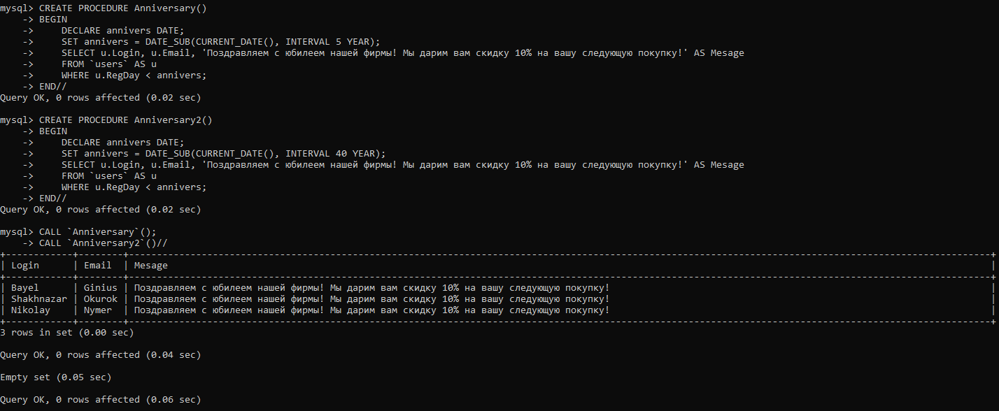 mysql> CREATE PROCEDURE Anniversary()
    -> BEGIN
    ->     DECLARE annivers DATE;
    ->     SET annivers = DATE_SUB(CURRENT_DATE(), INTERVAL 5 YEAR);
    ->     SELECT u.Login, u.Email, 'Поздравляем с юбилеем нашей фирмы! Мы дарим вам скидку 10% на вашу следующую покупку!' AS Mesage
    ->     FROM `users` AS u
    ->     WHERE u.RegDay < annivers;
    -> END//
Query OK, 0 rows affected (0.02 sec)

mysql> CREATE PROCEDURE Anniversary2()
    -> BEGIN
    ->     DECLARE annivers DATE;
    ->     SET annivers = DATE_SUB(CURRENT_DATE(), INTERVAL 40 YEAR);
    ->     SELECT u.Login, u.Email, 'Поздравляем с юбилеем нашей фирмы! Мы дарим вам скидку 10% на вашу следующую покупку!' AS Mesage
    ->     FROM `users` AS u
    ->     WHERE u.RegDay < annivers;
    -> END//
Query OK, 0 rows affected (0.02 sec)

mysql> CALL `Anniversary`();
    -> CALL `Anniversary2`()//
| Login      | Email  | Mesage |
| Bayel      | Ginius | Поздравляем с юбилеем нашей фирмы! Мы дарим вам скидку 10% на вашу следующую покупку! |
| Shakhnazar | Okurok | Поздравляем с юбилеем нашей фирмы! Мы дарим вам скидку 10% на вашу следующую покупку! |
| Nikolay    | Nymer  | Поздравляем с юбилеем нашей фирмы! Мы дарим вам скидку 10% на вашу следующую покупку! |
3 rows in set (0.00 sec)

Query OK, 0 rows affected (0.04 sec)

Empty set (0.05 sec)

Query OK, 0 rows affected (0.06 sec)